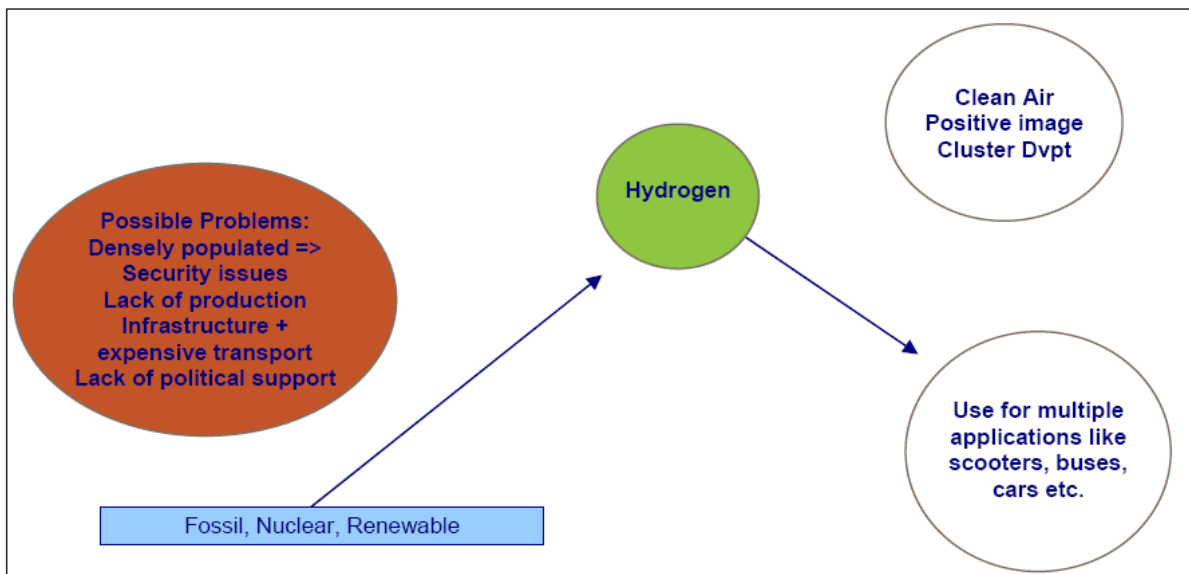 Clean Air
Positive image
Cluster Dvpt
Hydrogen
Possible Problems:
Densely populated =>
Security issues
Lack of production
Infrastructure +
expensive transport
Lack of political support
Use for multiple
applications like
scooters, buses,
cars etc.
Fossil, Nuclear, Renewable